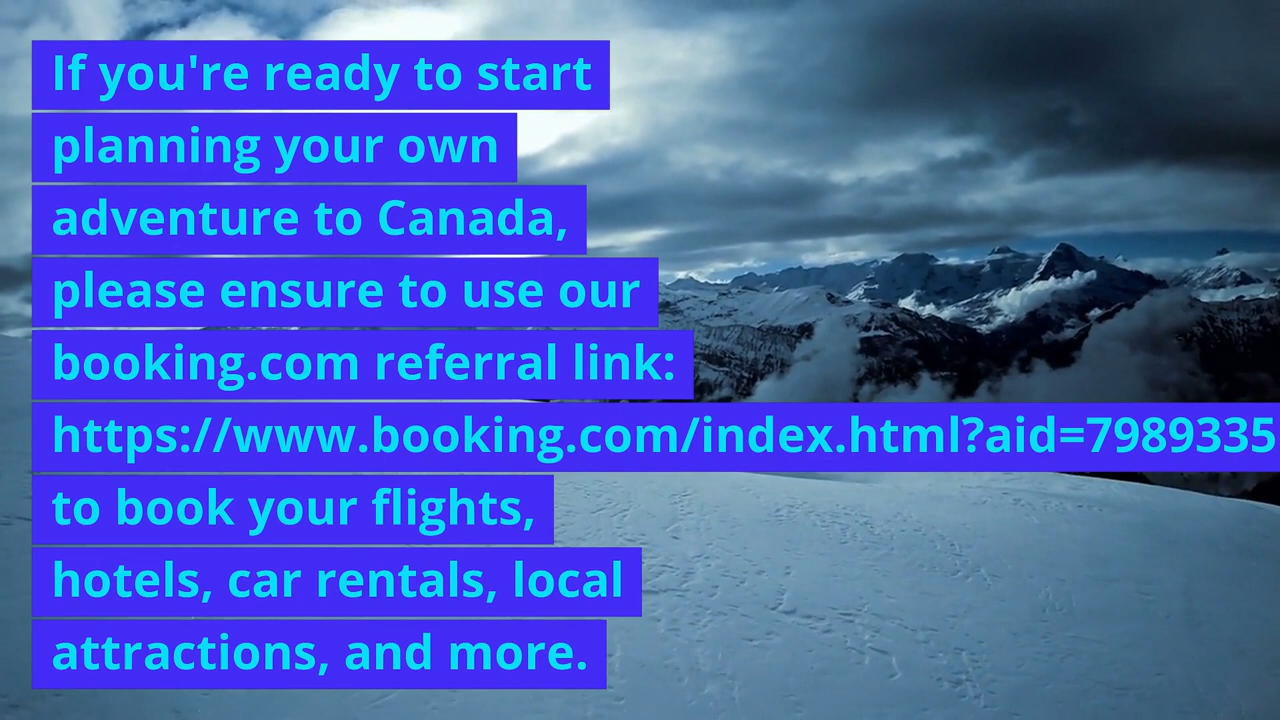 If you're ready to start
planning your own
adventure to Canada,
please ensure to use our
booking.com referral link:
https://www.booking.com/index.html?aid=7989335
to book your flights,
hotels, car rentals, local
attractions, and more.